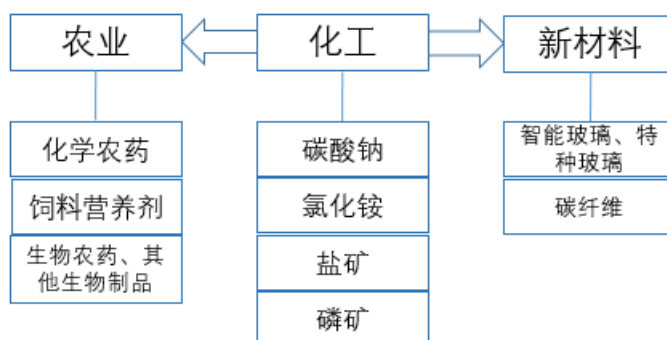 农业
化工
新材料
化学农药
饲料营养剂
生物农药、其
他生物制品
碳酸钠
氯化铵
盐矿
磷矿
智能玻璃、特
种玻璃
碳纤维